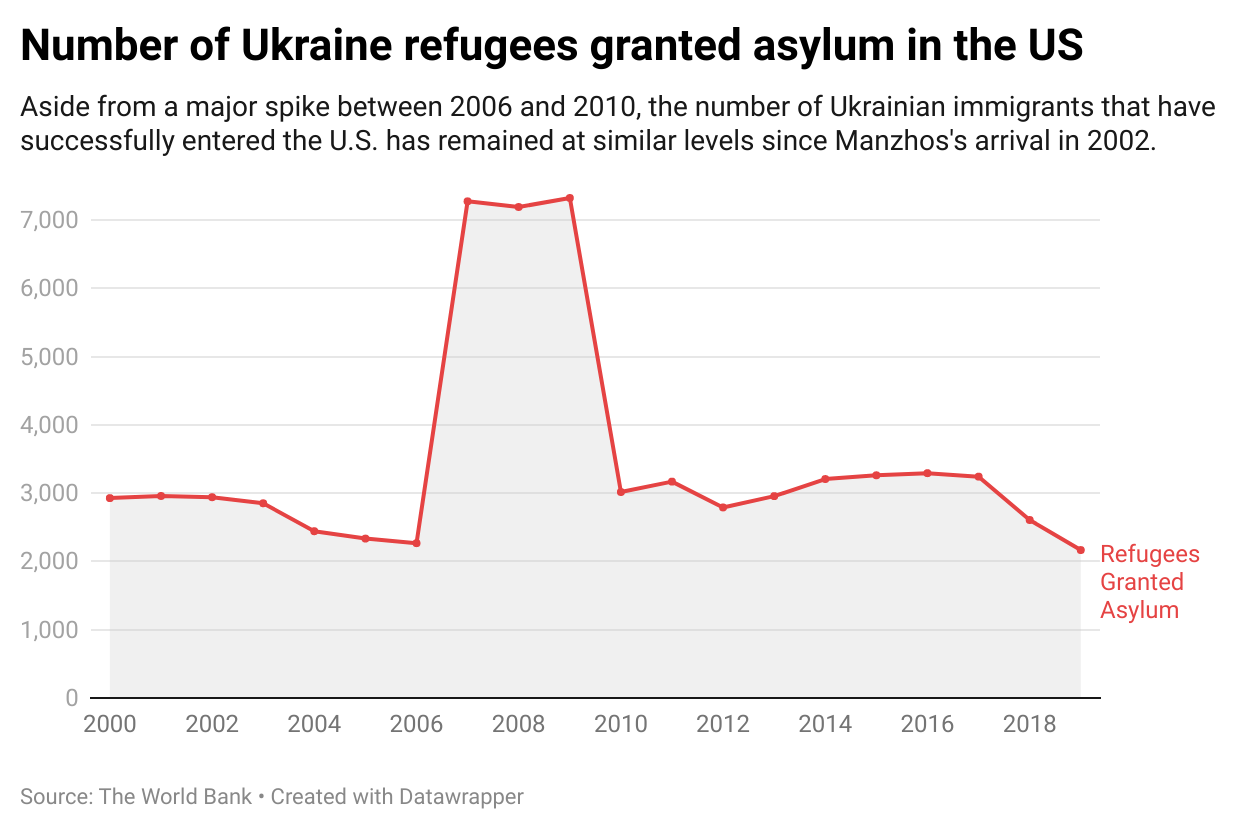 Number of Ukraine refugees granted asylum in the US
Aside from a major spike between 2006 and 2010, the number of Ukrainian immigrants that have
successfully entered the U.S. has remained at similar levels since Manzhos's arrival in 2002.
7,000
6,000
5,000
4,000
3,000
2,000
1,000
0
Refugees
Granted
Asylum
2000 2002 2004 2006 2008 2010 2012 2014 2016 2018
Source: The World Bank • Created with Datawrapper